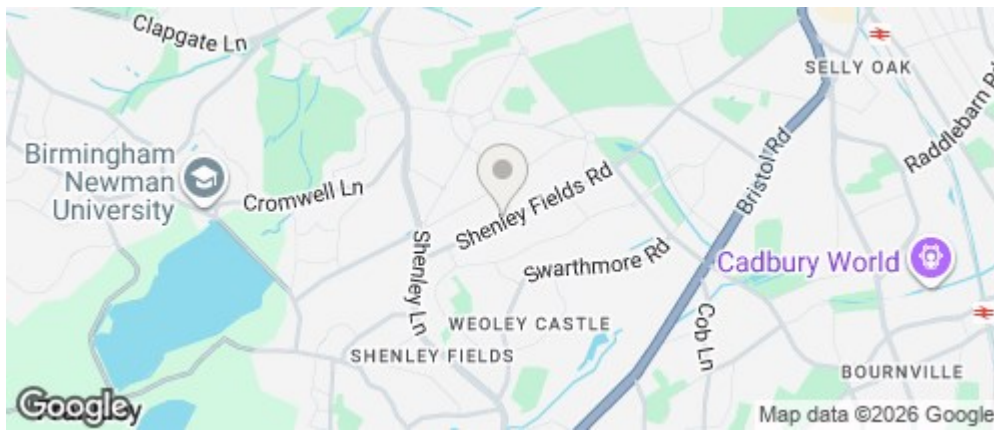 Clapgate Ln
SELLY OAK
Raddlebarn Rd
Birmingham
Newman
University
Cromwell Ln
Shenley Fields Rd
Bristol Rd
Shenley Ln
Swarthmore Rd
Cadbury World
WEOLEY CASTLE
Cob Ln
SHENLEY FIELDS
BOURNVILLE
Google
Map data ©2026 Google